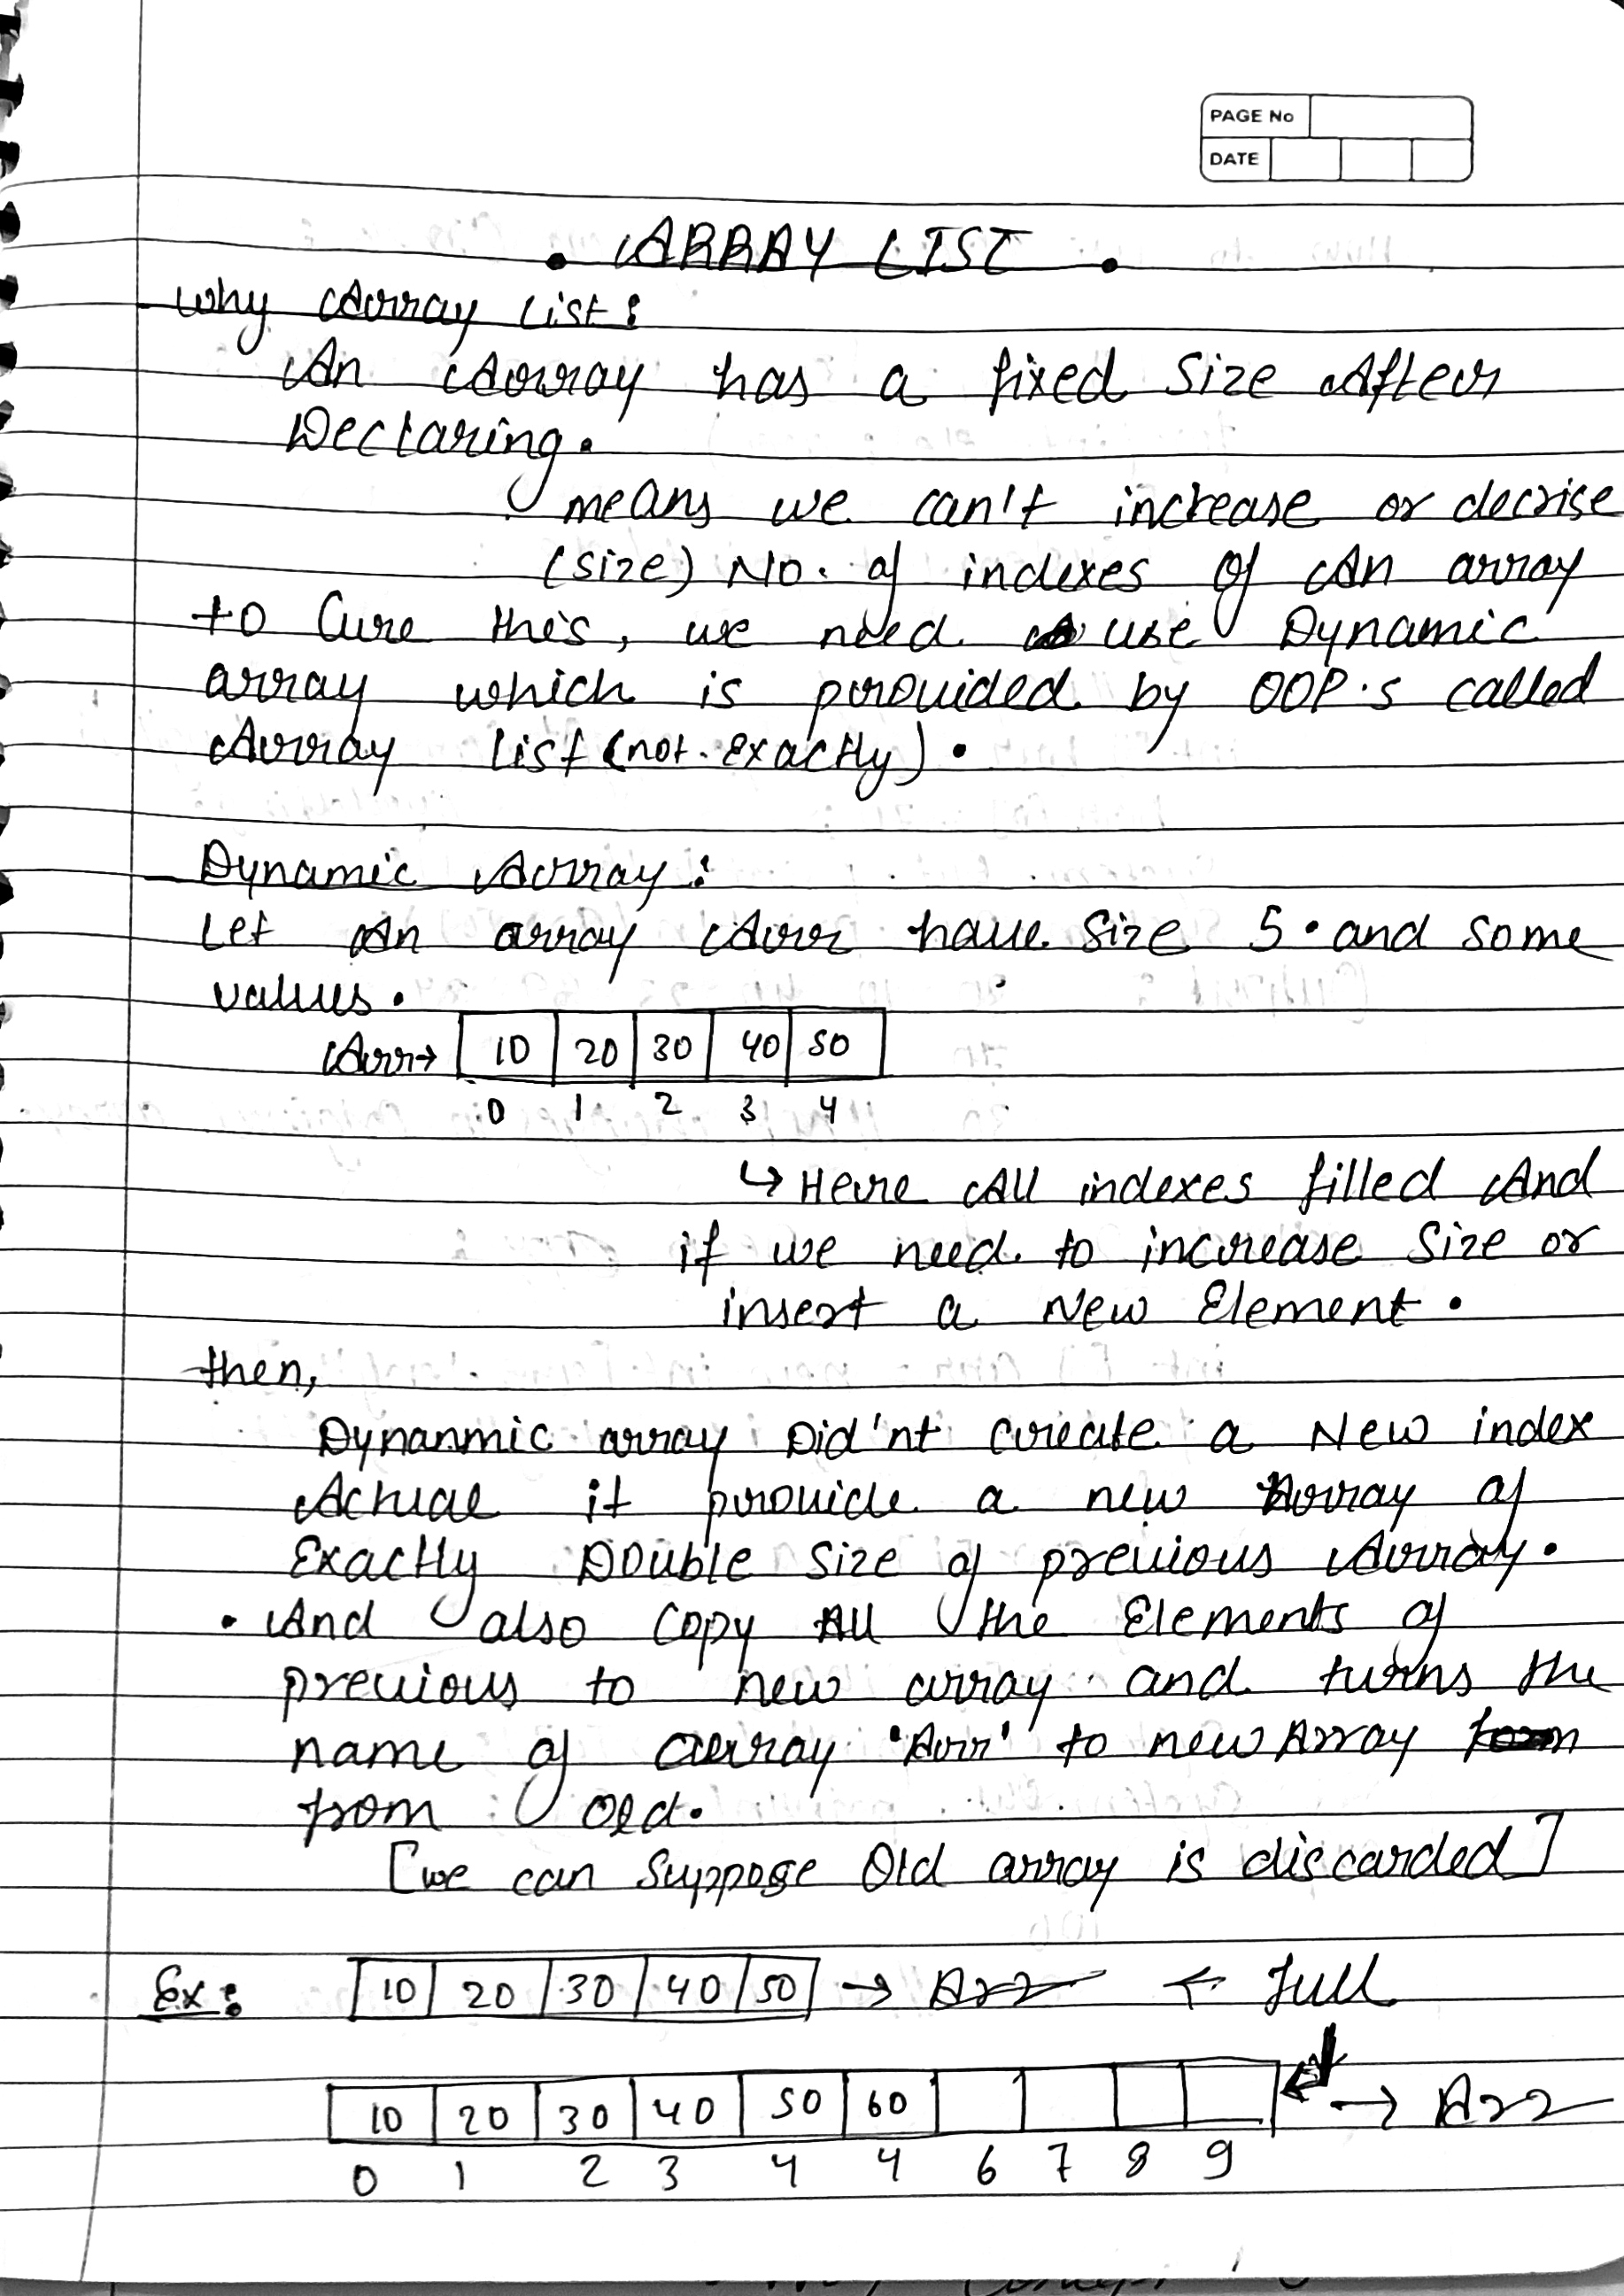 PAGE No
DATE
. ARRAY LIST .
Why Array List :
An Array has a fixed Size After
Declaring.
means we can't increase or decrise
(size) No. of indexes of An array
to Cure this, we need use Dynamic
array which is provided by OOP's called
Array list (not exactly).
Dynamic Array :
Let An array Arr have Size 5. and some
values.
Arr→ 10 20 30 40 50
0 1 2 3 4
↳ Here All indexes filled And
if we need to increase Size or
insert a New Element.
then,
Dynanmic array Did'nt create a New index
Actual it provide a new Array of
Exactly Double Size of previous Array.
• And also Copy All the Elements of
previous to new array and turns the
name of array 'Arr' to new Array
from Old.
[we can Suppose Old array is discarded]
Ex : 10 20 30 40 50 → Arr ← Full
10 20 30 40 50 60 → Arr
0 1 2 3 4 4 6 7 8 9